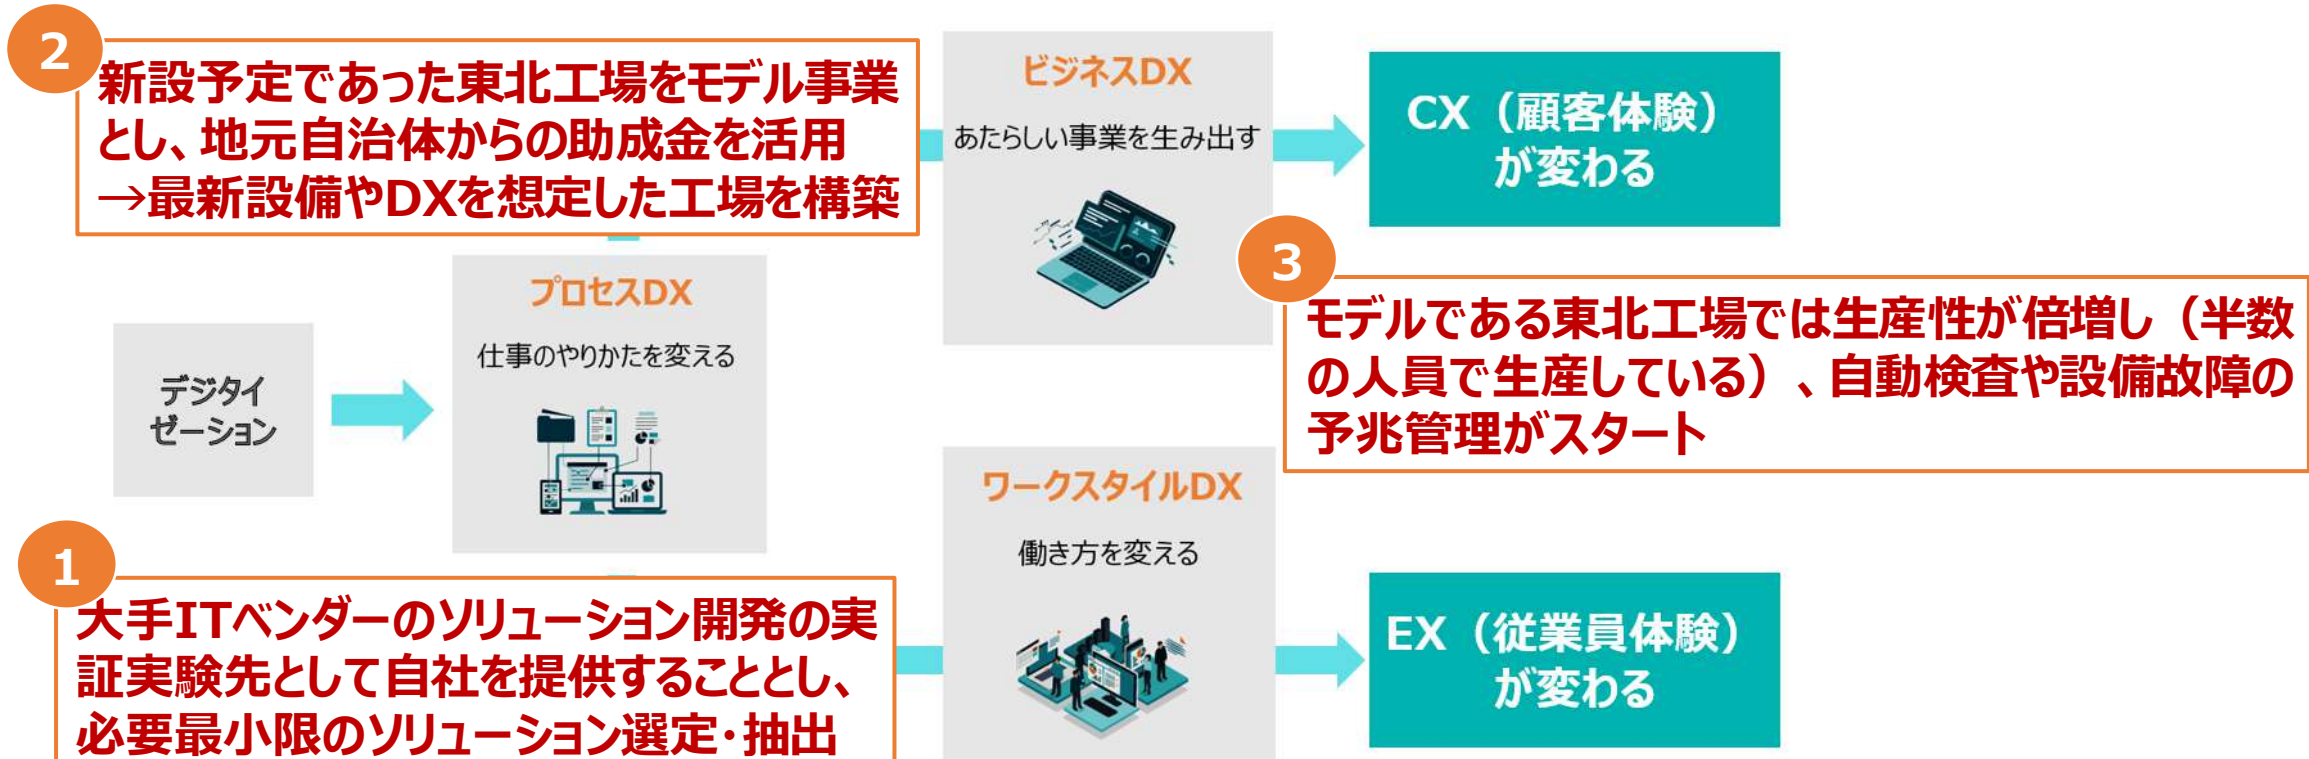 2
新設予定であった東北工場をモデル事業
とし、地元自治体からの助成金を活用
→最新設備やDXを想定した工場を構築
ビジネスDX
あたらしい事業を生み出す
CX（顧客体験）
が変わる
3
モデルである東北工場では生産性が倍増し（半数
の人員で生産している）、自動検査や設備故障の
予兆管理がスタート
プロセスDX
仕事のやりかたを変える
デジタイ
ゼーション
1
大手ITベンダーのソリューション開発の実
証実験先として自社を提供することとし、
必要最小限のソリューション選定・抽出
ワークスタイルDX
働き方を変える
EX（従業員体験）
が変わる